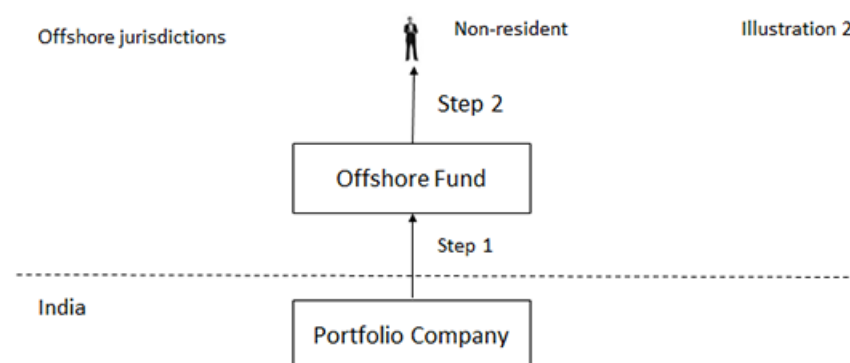 Offshore jurisdictions
Non-resident
Illustration 2
Step 2
Offshore Fund
Step 1
India
Portfolio Company